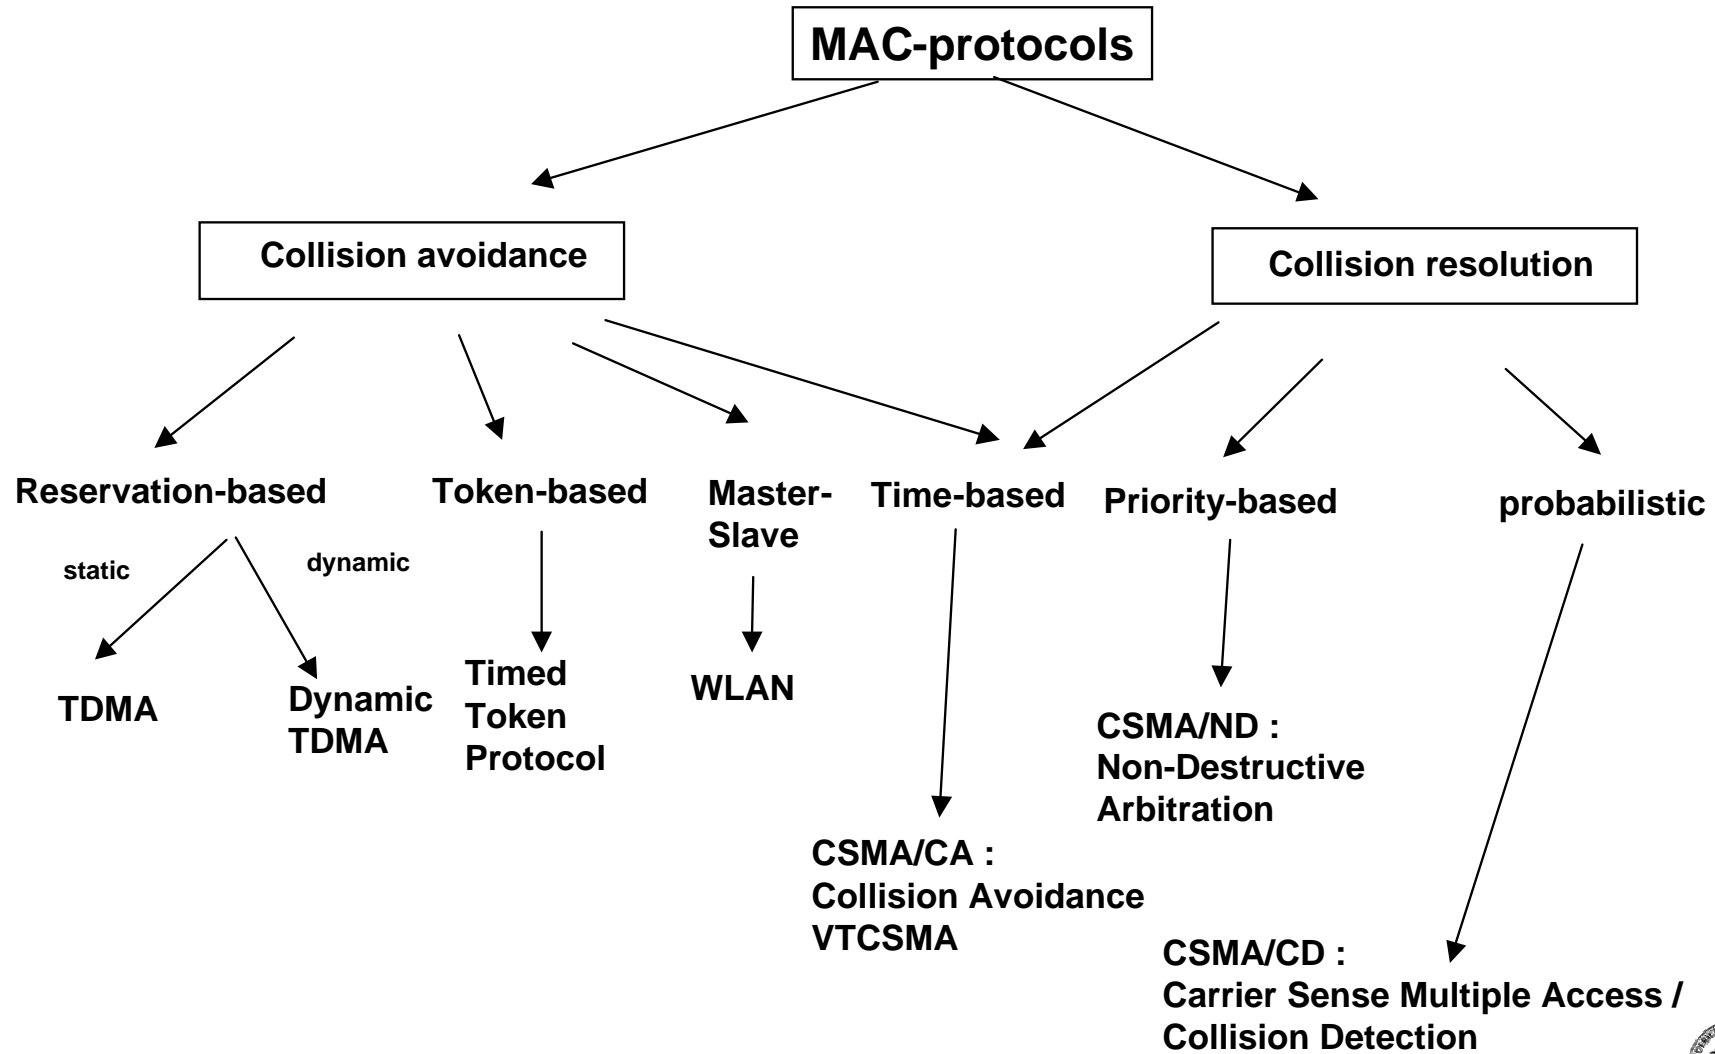 MAC-protocols
Collision avoidance
Collision resolution
Reservation-based
Token-based
Master-
Slave
Time-based
Priority-based
probabilistic
static
dynamic
TDMA
Dynamic
TDMA
Timed
Token
Protocol
WLAN
CSMA/CA :
Collision Avoidance
VTCSMA
CSMA/ND :
Non-Destructive
Arbitration
CSMA/CD :
Carrier Sense Multiple Access /
Collision Detection